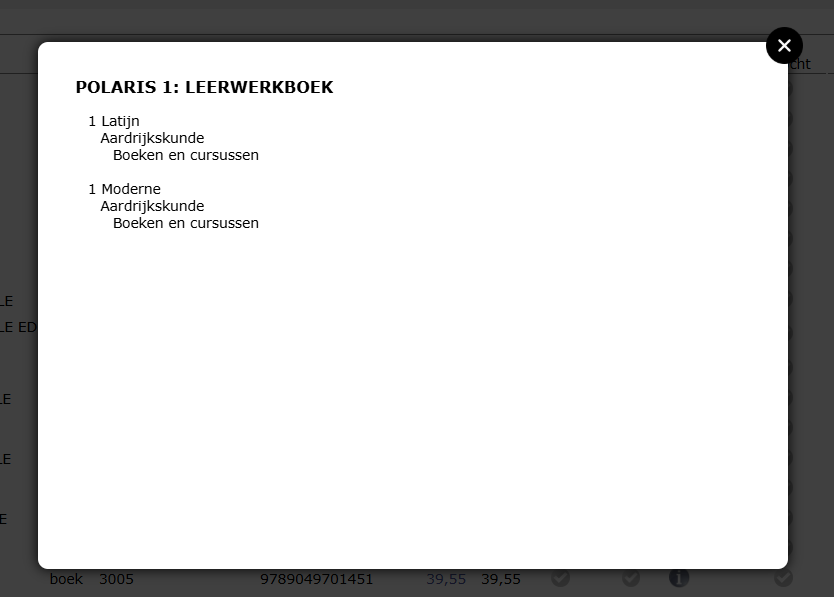 cht
POLARIS 1: LEERWERKBOEK
1 Latijn
Aardrijkskunde
Boeken en cursussen
1 Moderne
Aardrijkskunde
Boeken en cursussen
LE
LE ED
LE
LE
E
boek 3005 9789049701451 39,55 39,55